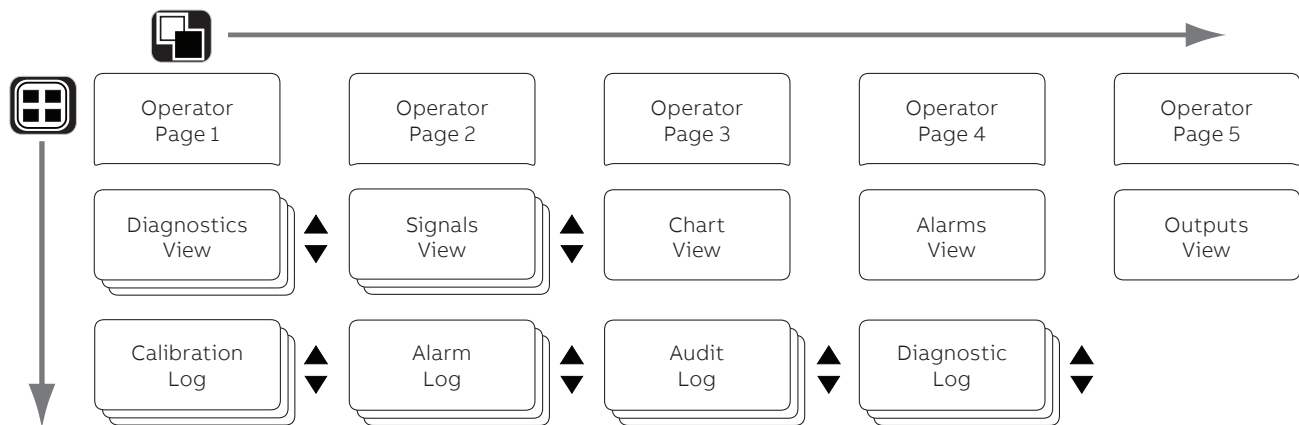 Operator
Page 1
Operator
Page 2
Operator
Page 3
Operator
Page 4
Operator
Page 5
Diagnostics
View
Signals
View
Chart
View
Alarms
View
Outputs
View
Calibration
Log
Alarm
Log
Audit
Log
Diagnostic
Log